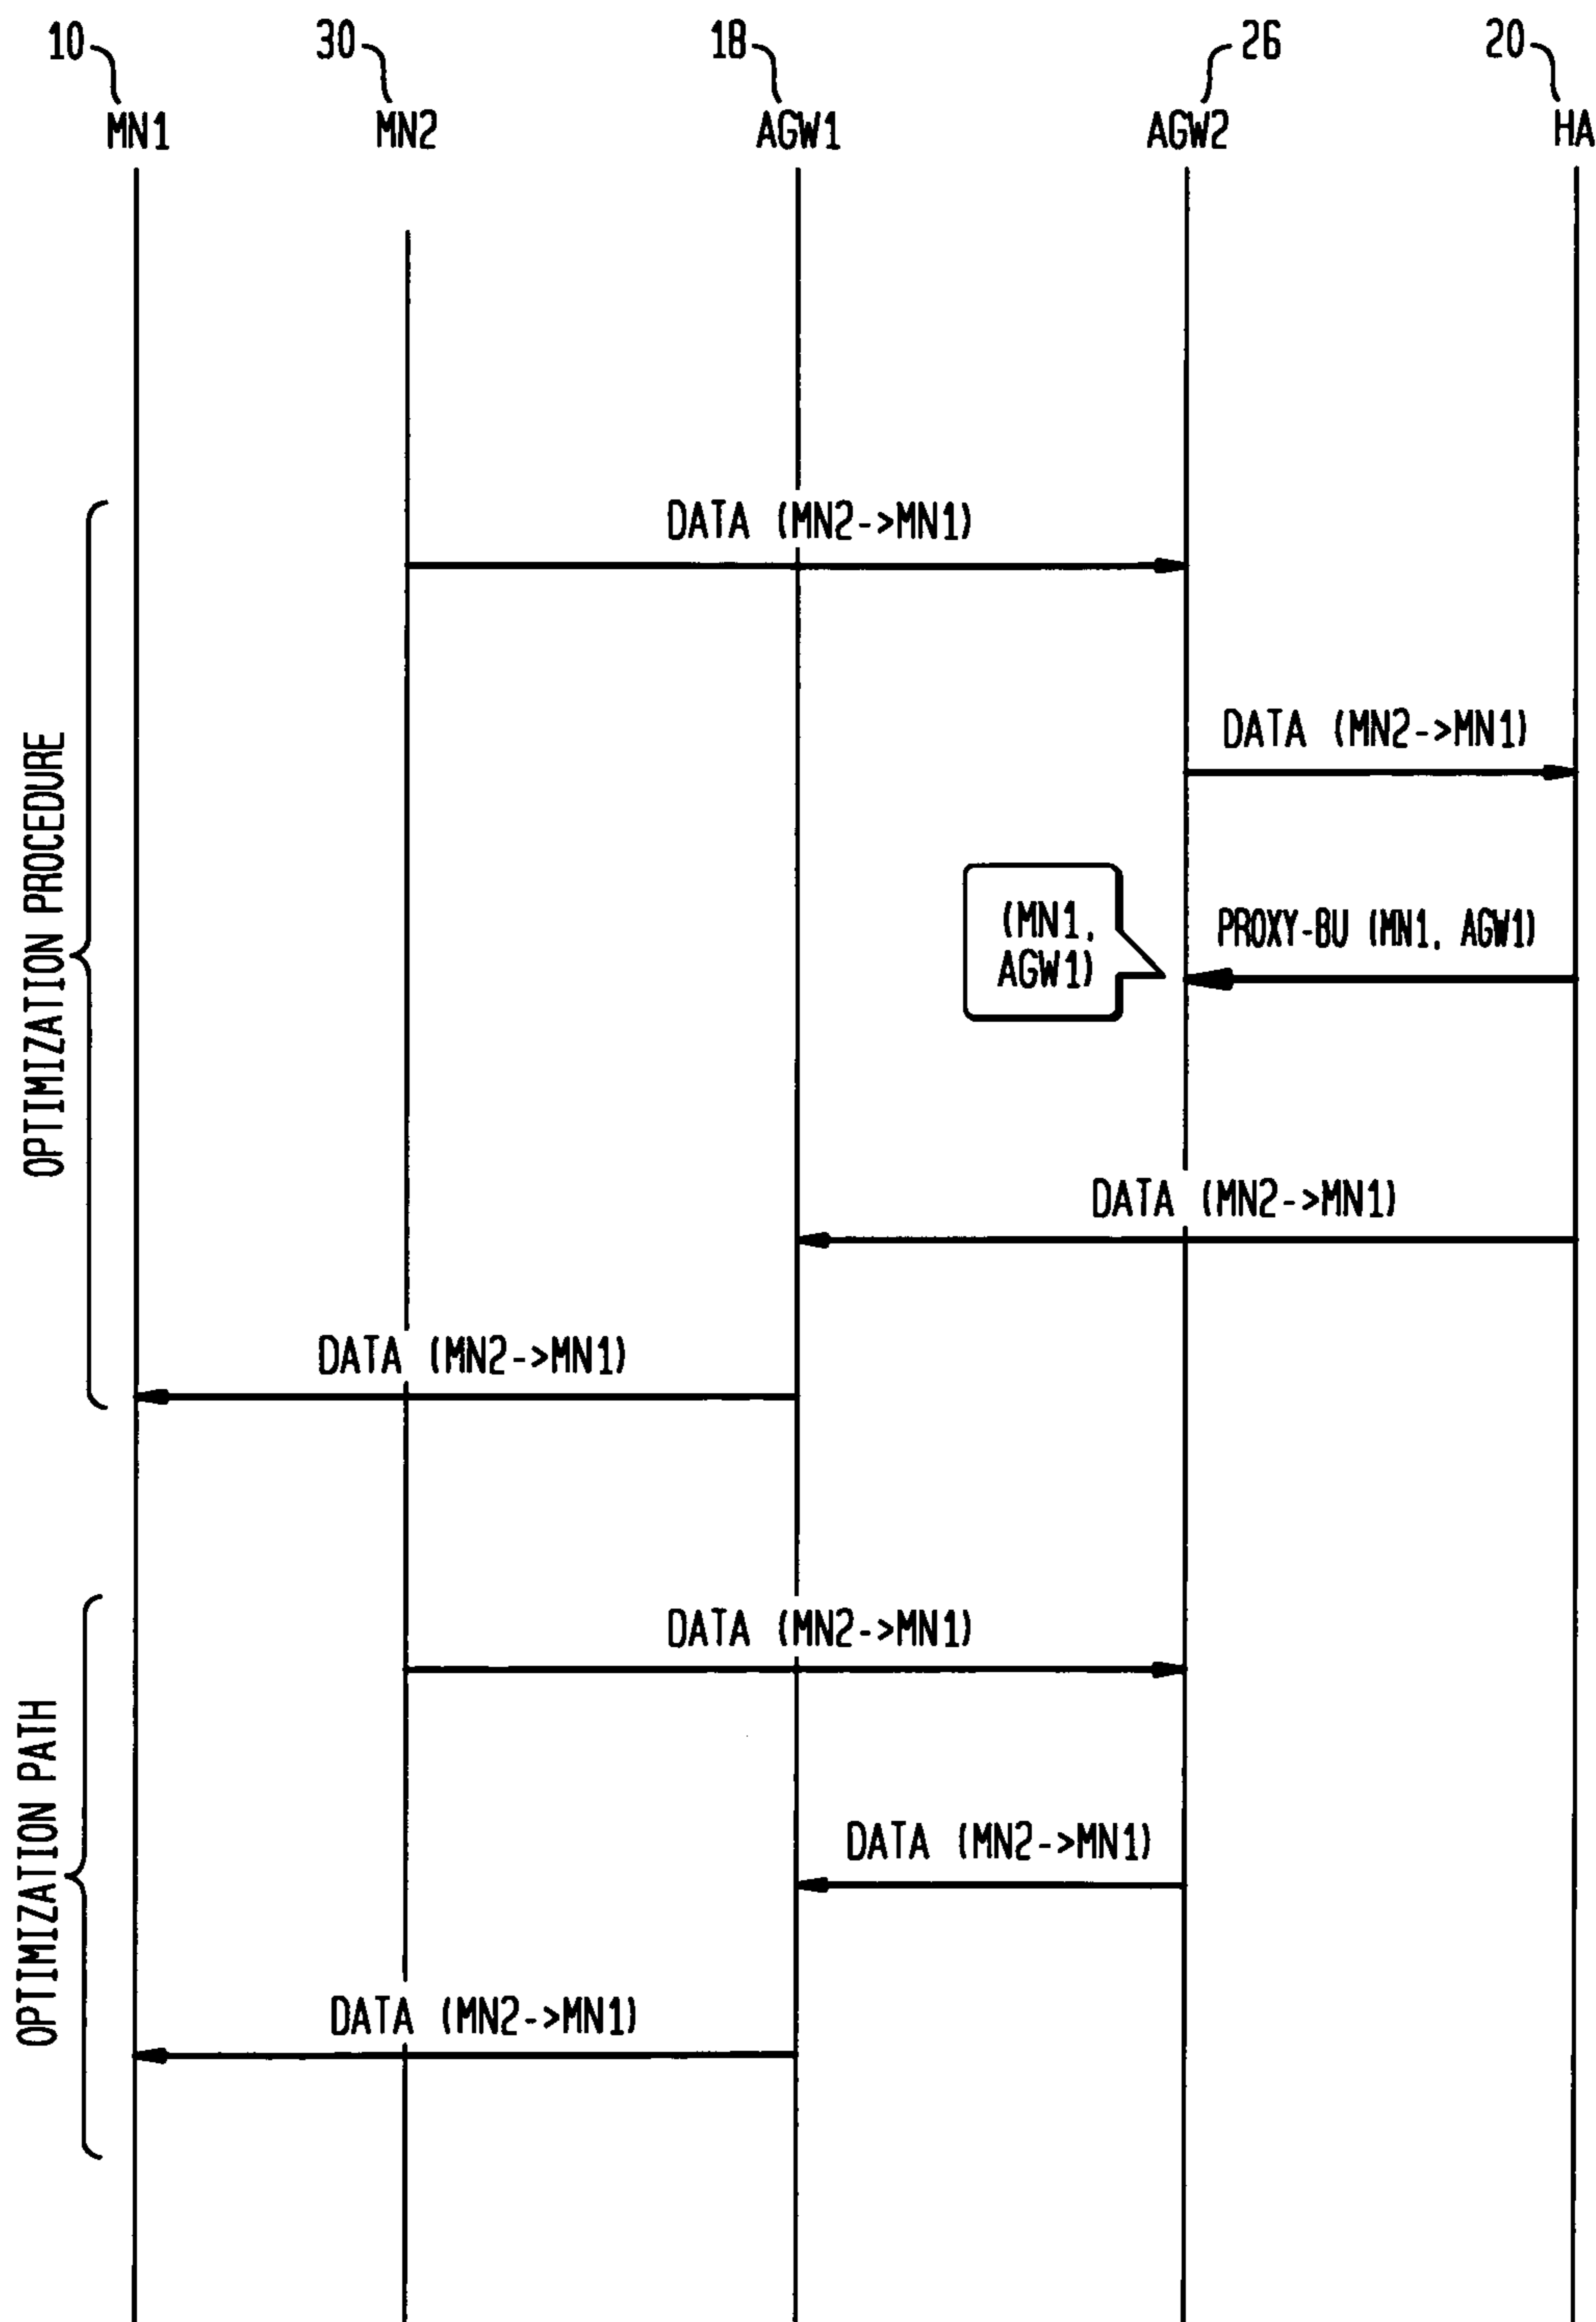 10 30 18 26 20
MN1 MN2 AGW1 AGW2 HA
OPTIMIZATION PROCEDURE
DATA (MN2->MN1)
DATA (MN2->MN1)
(MN1,
AGW1)
PROXY-BU (MN1, AGW1)
DATA (MN2->MN1)
DATA (MN2->MN1)
OPTIMIZATION PATH
DATA (MN2->MN1)
DATA (MN2->MN1)
DATA (MN2->MN1)